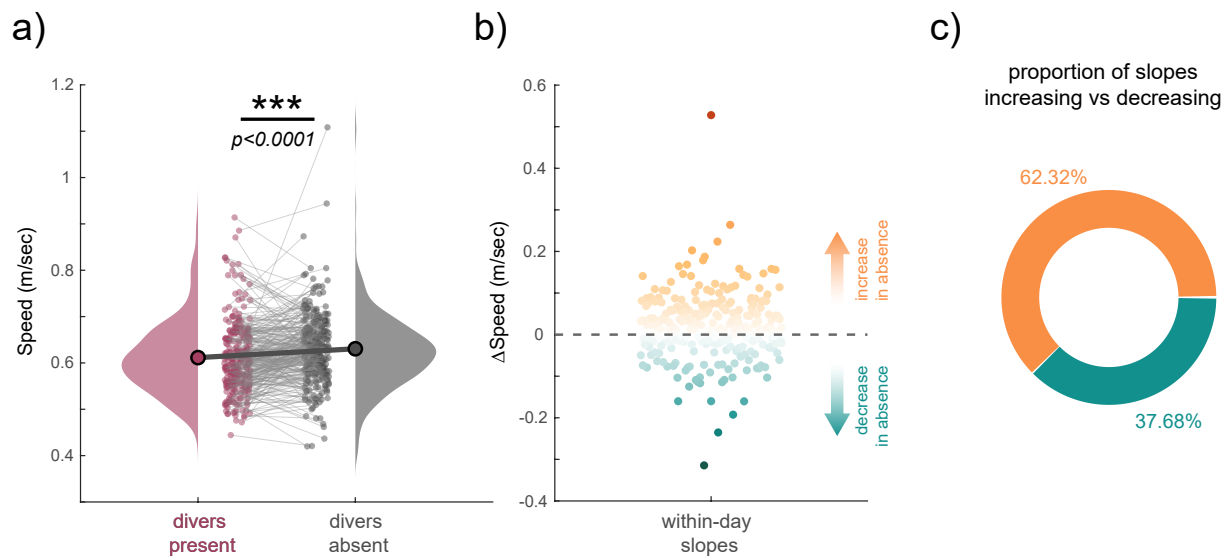 a)
Speed (m/sec)
1.2
1
0.8
0.6
0.4
***
p<0.0001
divers
present
divers
absent
b)
ΔSpeed (m/sec)
0.6
0.4
0.2
0
-0.2
-0.4
increase
in absence
decrease
in absence
within-day
slopes
c)
proportion of slopes
increasing vs decreasing
62.32%
37.68%